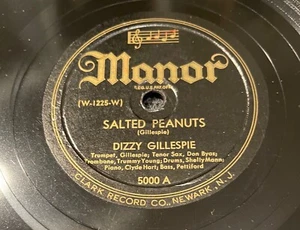 Manor
REG. U.S. PAT. OFF.
(W-1225-W)
SALTED PEANUTS
(Gillespie)
DIZZY GILLESPIE
Trumpet, Gillespie; Tenor Sax, Don Byas;
Trombone, Trummy Young; Drums, Shelly Mann;
Piano, Clyde Hart; Bass, Pettiford
5000 A
CLARK RECORD CO., NEWARK, N. J.